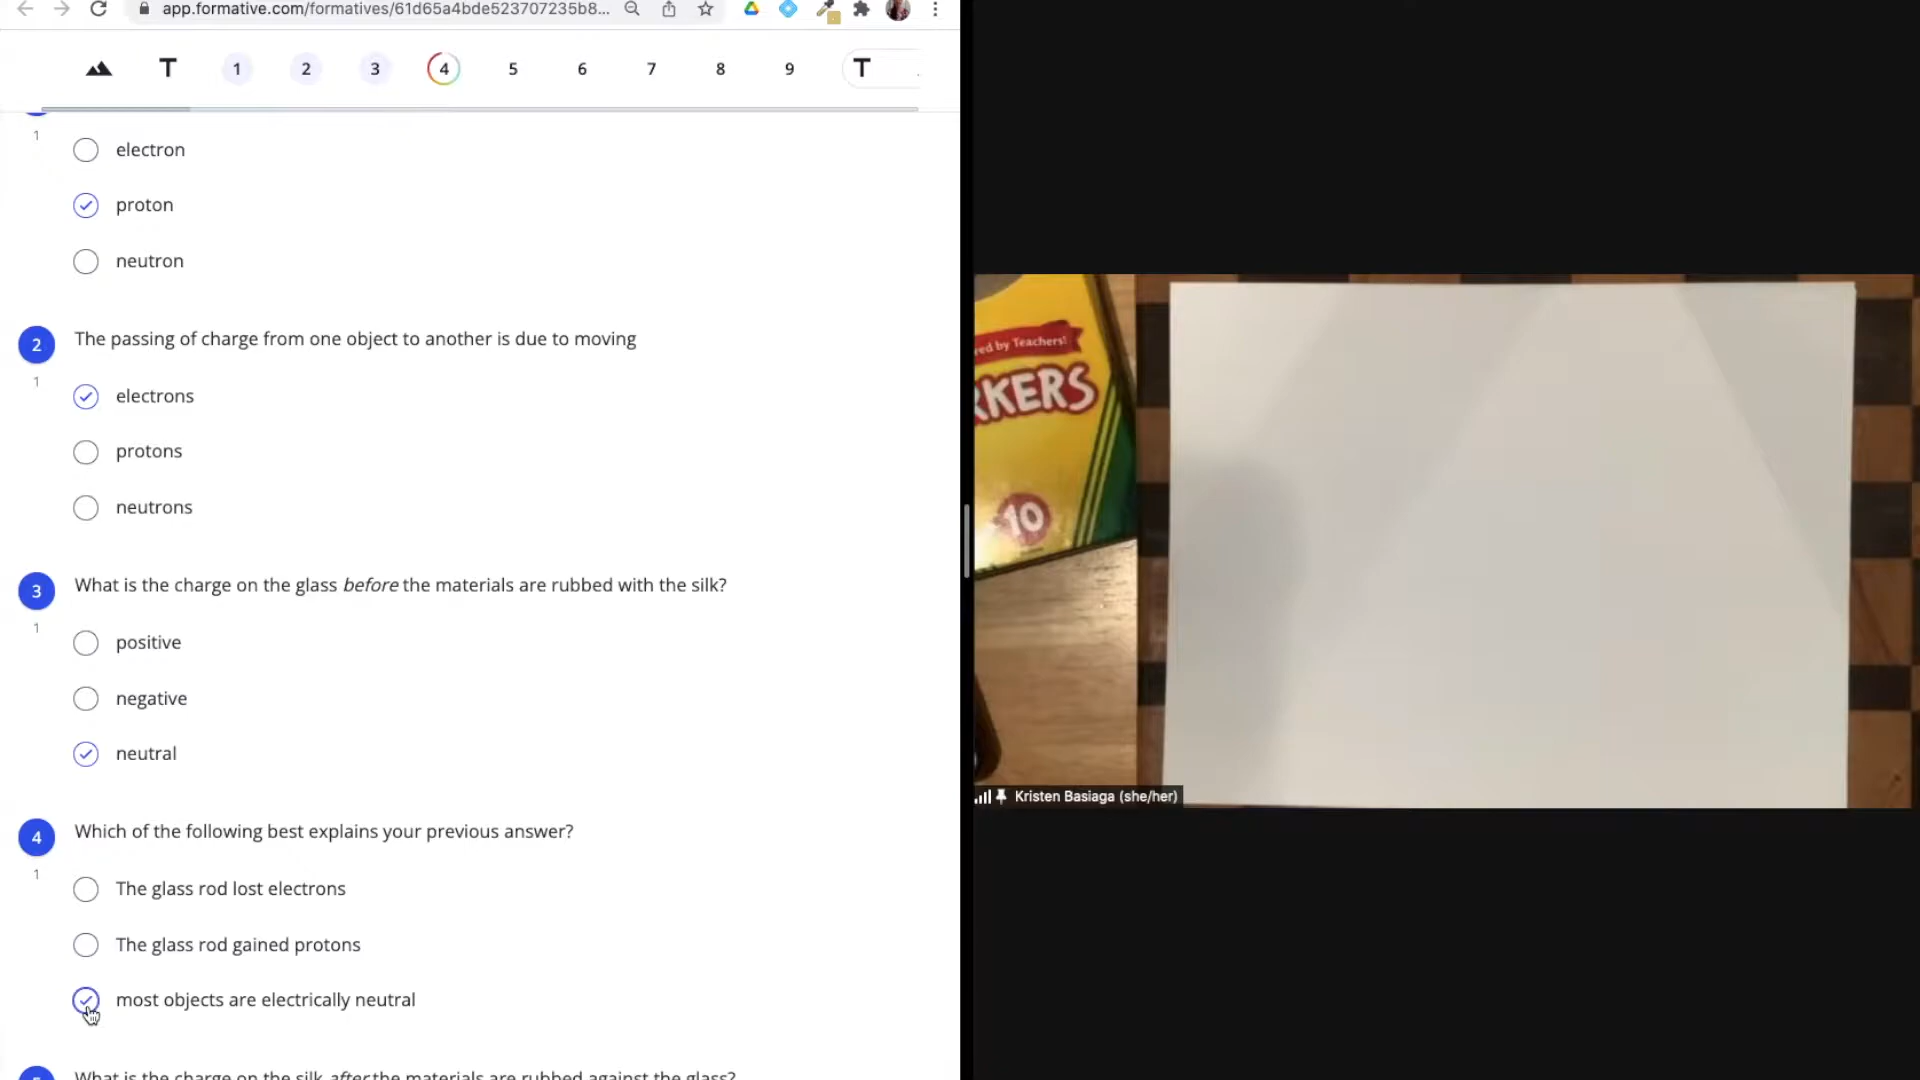 app.formative.com/formatives/61d65a4bde523707235b8...
T 1 2 3 4 5 6 7 8 9 T
1
electron
proton
neutron
2 The passing of charge from one object to another is due to moving
1
electrons
protons
neutrons
3 What is the charge on the glass before the materials are rubbed with the silk?
1
positive
negative
neutral
4 Which of the following best explains your previous answer?
1
The glass rod lost electrons
The glass rod gained protons
most objects are electrically neutral
What is the charge on the silk after the materials are rubbed against the glass?
by Teachers!
10
Kristen Basiaga (she/her)